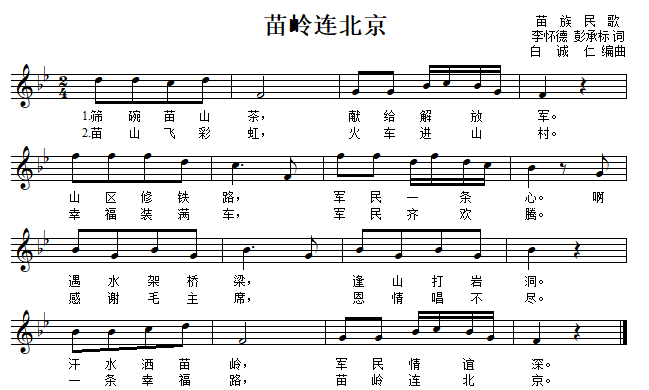 苗岭连北京
苗族民歌
李怀德 彭承标 词
白诚仁 编曲
2
4
1.筛碗苗山茶，献给解放军。
2.苗山飞彩虹，火车进山村。
山区修铁路，军民一条心。啊
幸福装满车，军民齐欢腾。
遇水架桥梁，逢山打岩洞。
感谢毛主席，恩情唱不尽。
汗水洒苗岭，军民情谊深。
一条幸福路，苗岭连北京。